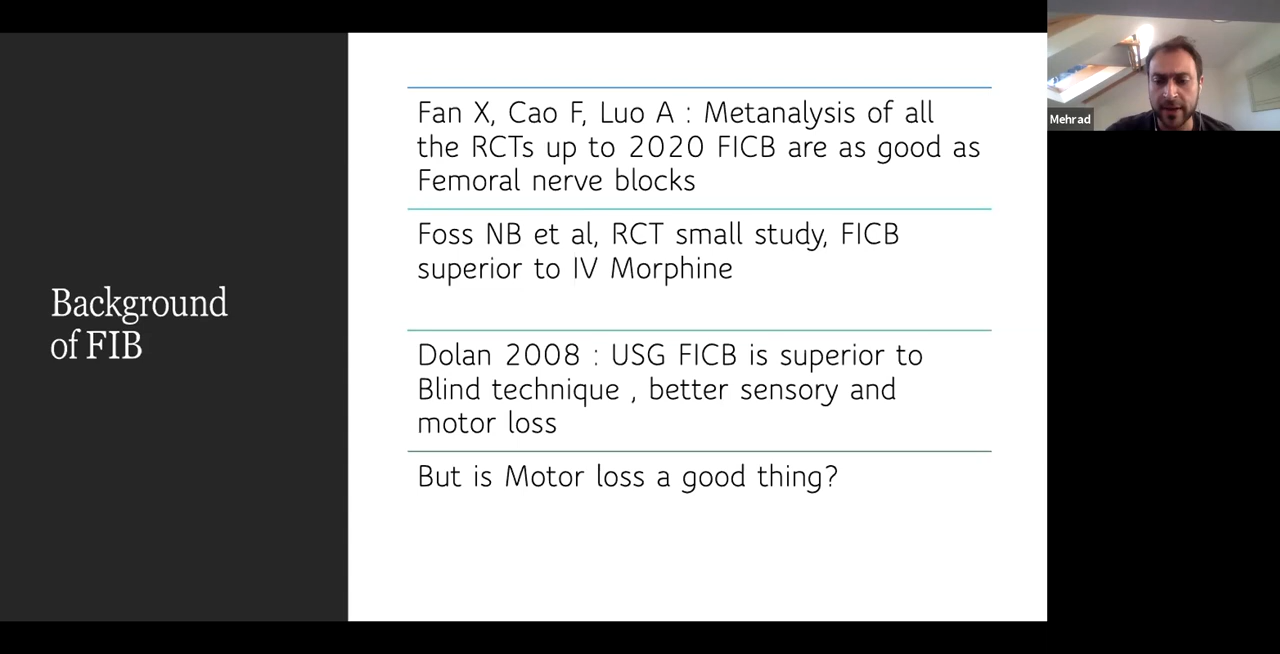 Background
of FIB
Fan X, Cao F, Luo A : Metanalysis of all
the RCTs up to 2020 FICB are as good as
Femoral nerve blocks
Foss NB et al, RCT small study, FICB
superior to IV Morphine
Dolan 2008 : USG FICB is superior to
Blind technique , better sensory and
motor loss
But is Motor loss a good thing?
Mehrad